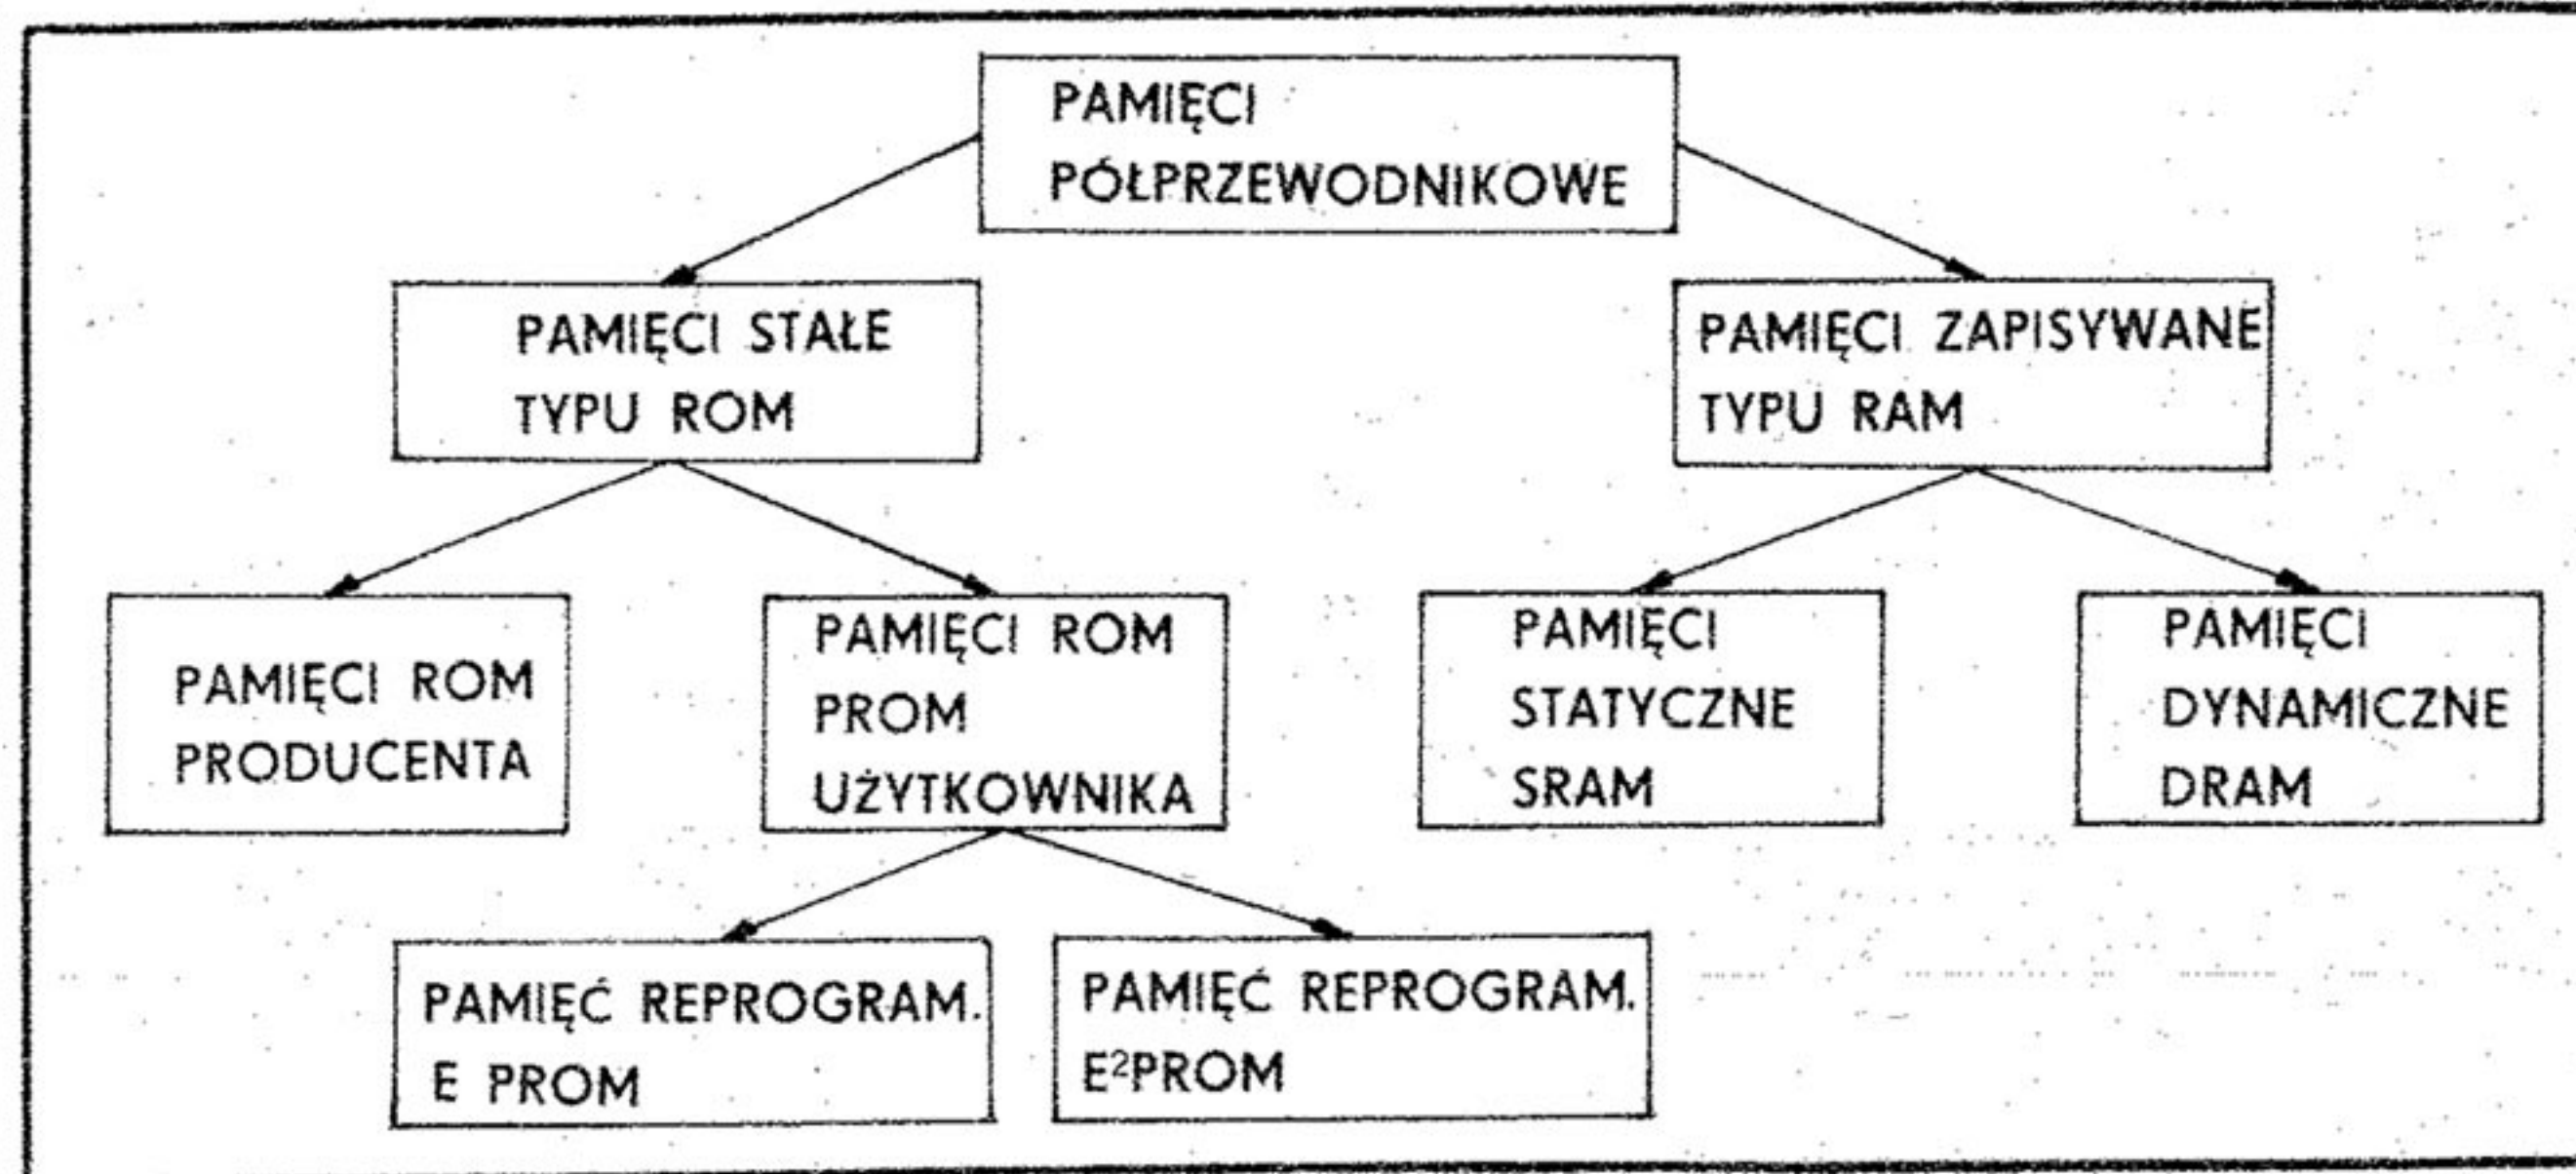 PAMIĘCI
PÓŁPRZEWODNIKOWE
PAMIĘCI STAŁE
TYPU ROM
PAMIĘCI ZAPISYWANE
TYPU RAM
PAMIĘCI ROM
PRODUCENTA
PAMIĘCI ROM
PROM
UŻYTKOWNIKA
PAMIĘCI
STATYCZNE
SRAM
PAMIĘCI
DYNAMICZNE
DRAM
PAMIĘĆ REPROGRAM.
E PROM
PAMIĘĆ REPROGRAM.
E²PROM